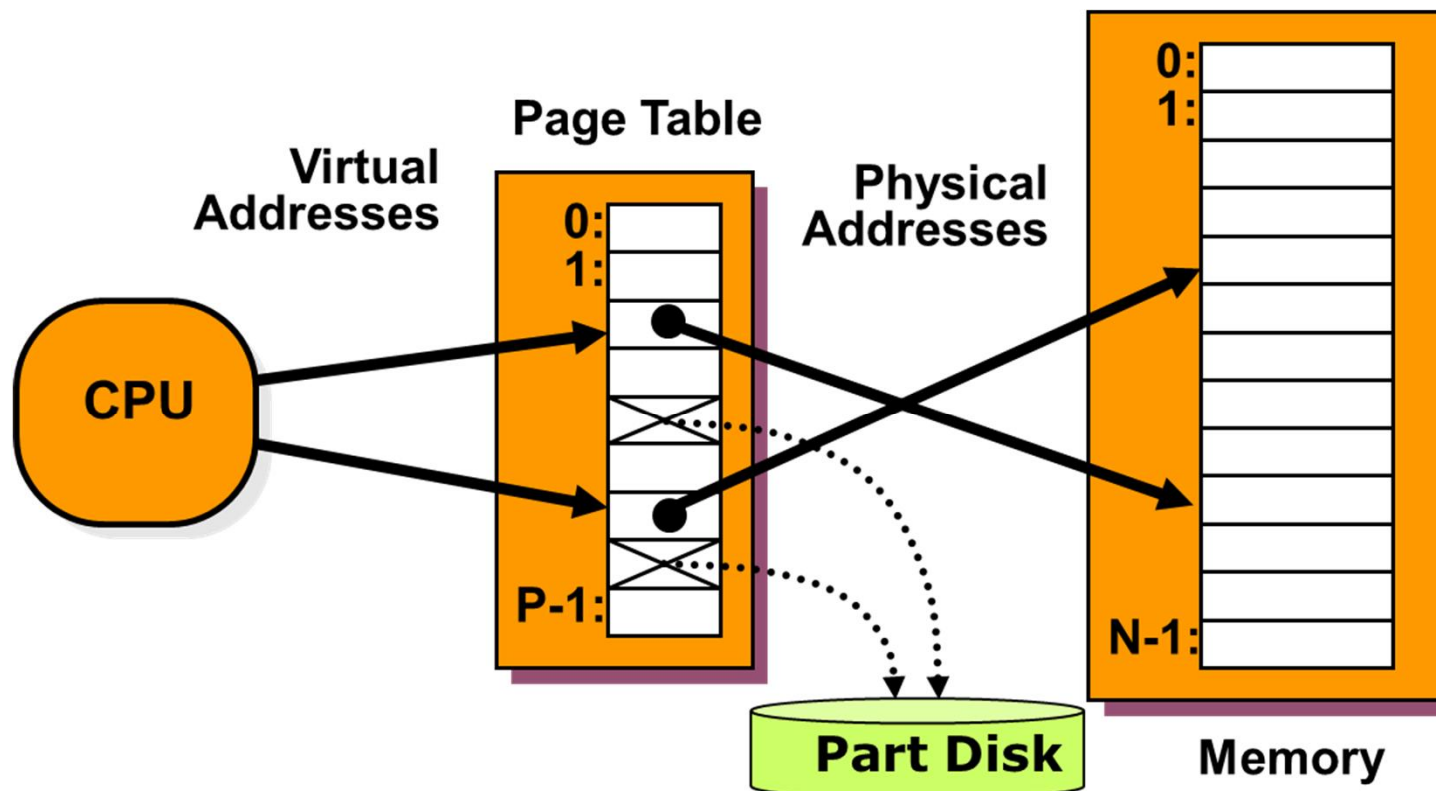 Page Table
Virtual
Addresses
Physical
Addresses
CPU
0:
1:
P-1:
0:
1:
N-1:
Part Disk
Memory